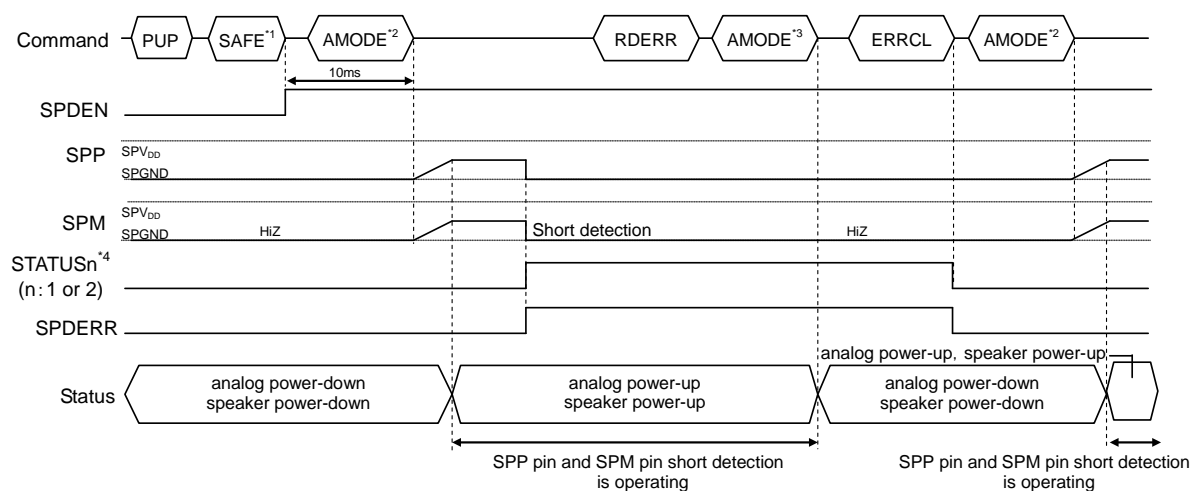 Command PUP SAFE*1 AMODE*2 RDERR AMODE*3 ERRCL AMODE*2
10ms
SPDEN
SPP SPVDD
SPGND
SPM SPVDD
SPGND HiZ Short detection HiZ
STATUSn*4
(n:1 or 2)
SPDERR
analog power-up, speaker power-up
Status analog power-down analog power-up analog power-down
speaker power-down speaker power-up speaker power-down
SPP pin and SPM pin short detection SPP pin and SPM pin short detection
is operating is operating